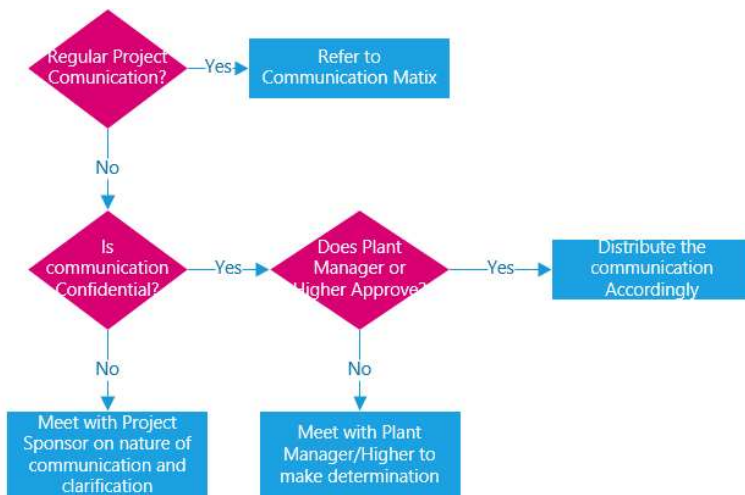 Regular Project
Comunication?
Yes
Refer to
Communication Matix
No
Is
communication
Confidential?
Yes
Does Plant
Manager or
Higher Approve?
Yes
Distribute the
communication
Accordingly
No
No
Meet with Project
Sponsor on nature of
communication and
clarification
Meet with Plant
Manager/Higher to
make determination